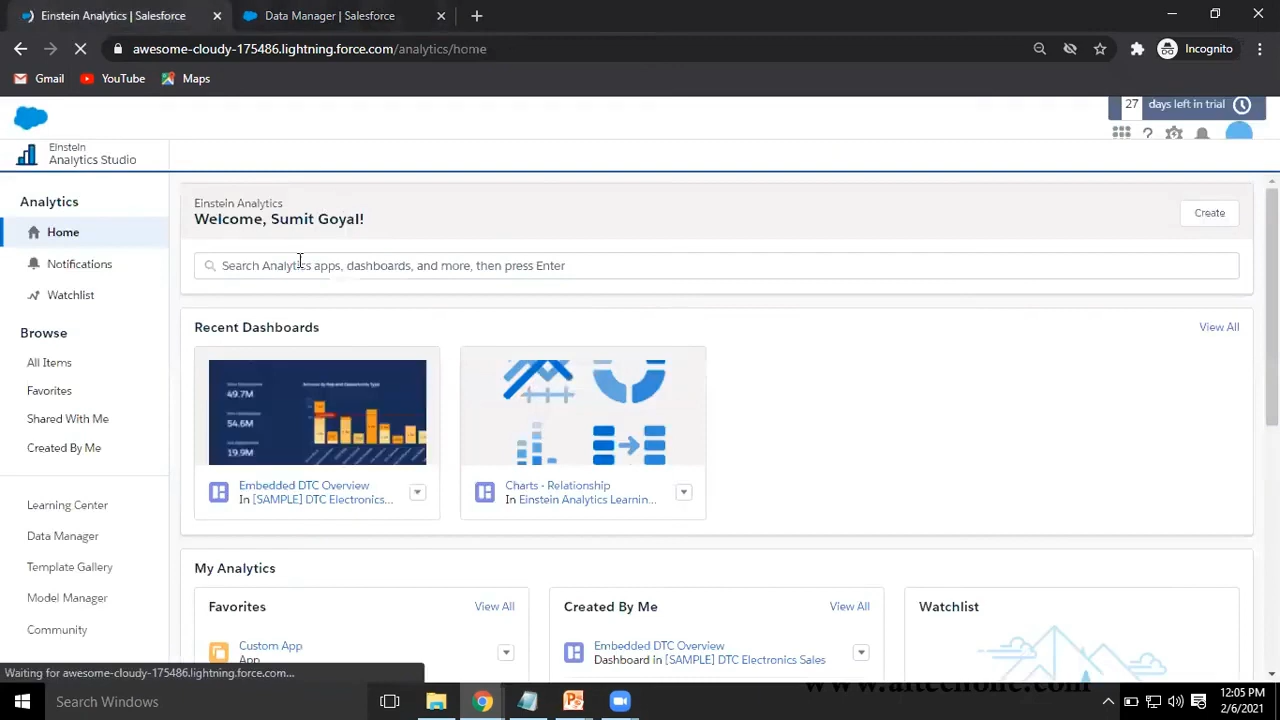 Einstein Analytics | Salesforce
Data Manager | Salesforce
awesome-cloudy-175486.lightning.force.com/analytics/home
Incognito
Gmail
YouTube
Maps
27 days left in trial
Einstein
Analytics Studio
Analytics
Home
Notifications
Watchlist
Browse
All Items
Favorites
Shared With Me
Created By Me
Learning Center
Data Manager
Template Gallery
Model Manager
Community
Einstein Analytics
Welcome, Sumit Goyal!
Create
Search Analytics apps, dashboards, and more, then press Enter
Recent Dashboards
View All
49.7M
54.6M
19.9M
Embedded DTC Overview
In [SAMPLE] DTC Electronics...
Charts - Relationship
In Einstein Analytics Learnin...
My Analytics
Favorites
View All
Custom App
App
Created By Me
View All
Embedded DTC Overview
Dashboard in [SAMPLE] DTC Electronics Sales
Watchlist
Waiting for awesome-cloudy-175486.lightning.force.com...
Search Windows
12:05 PM
2/6/2021